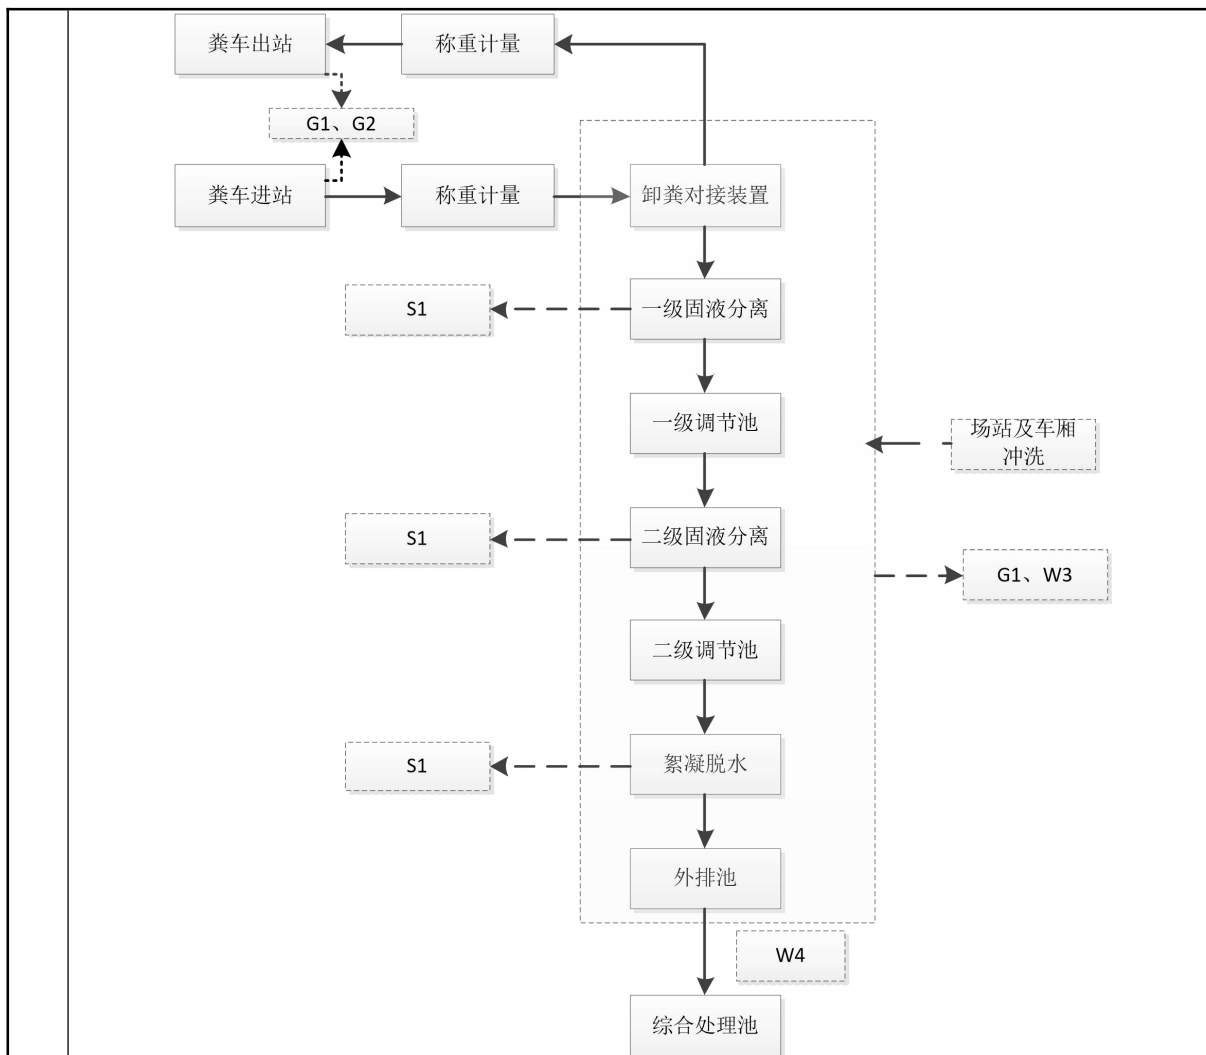 粪车出站
称重计量
G1、G2
粪车进站
称重计量
卸粪对接装置
S1
一级固液分离
一级调节池
场站及车厢
冲洗
S1
二级固液分离
G1、W3
二级调节池
S1
絮凝脱水
外排池
W4
综合处理池